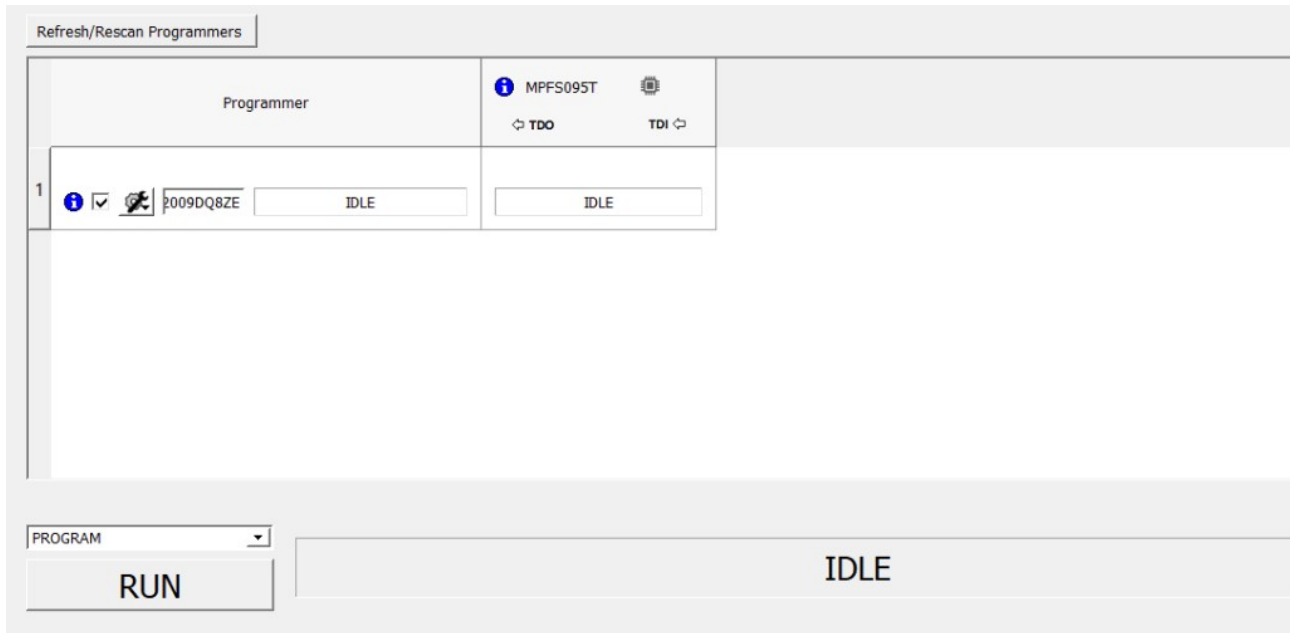 Refresh/Rescan Programmers
Programmer
MPFS095T
TDO TDI
1
2009DQ8ZE IDLE IDLE
PROGRAM
RUN
IDLE